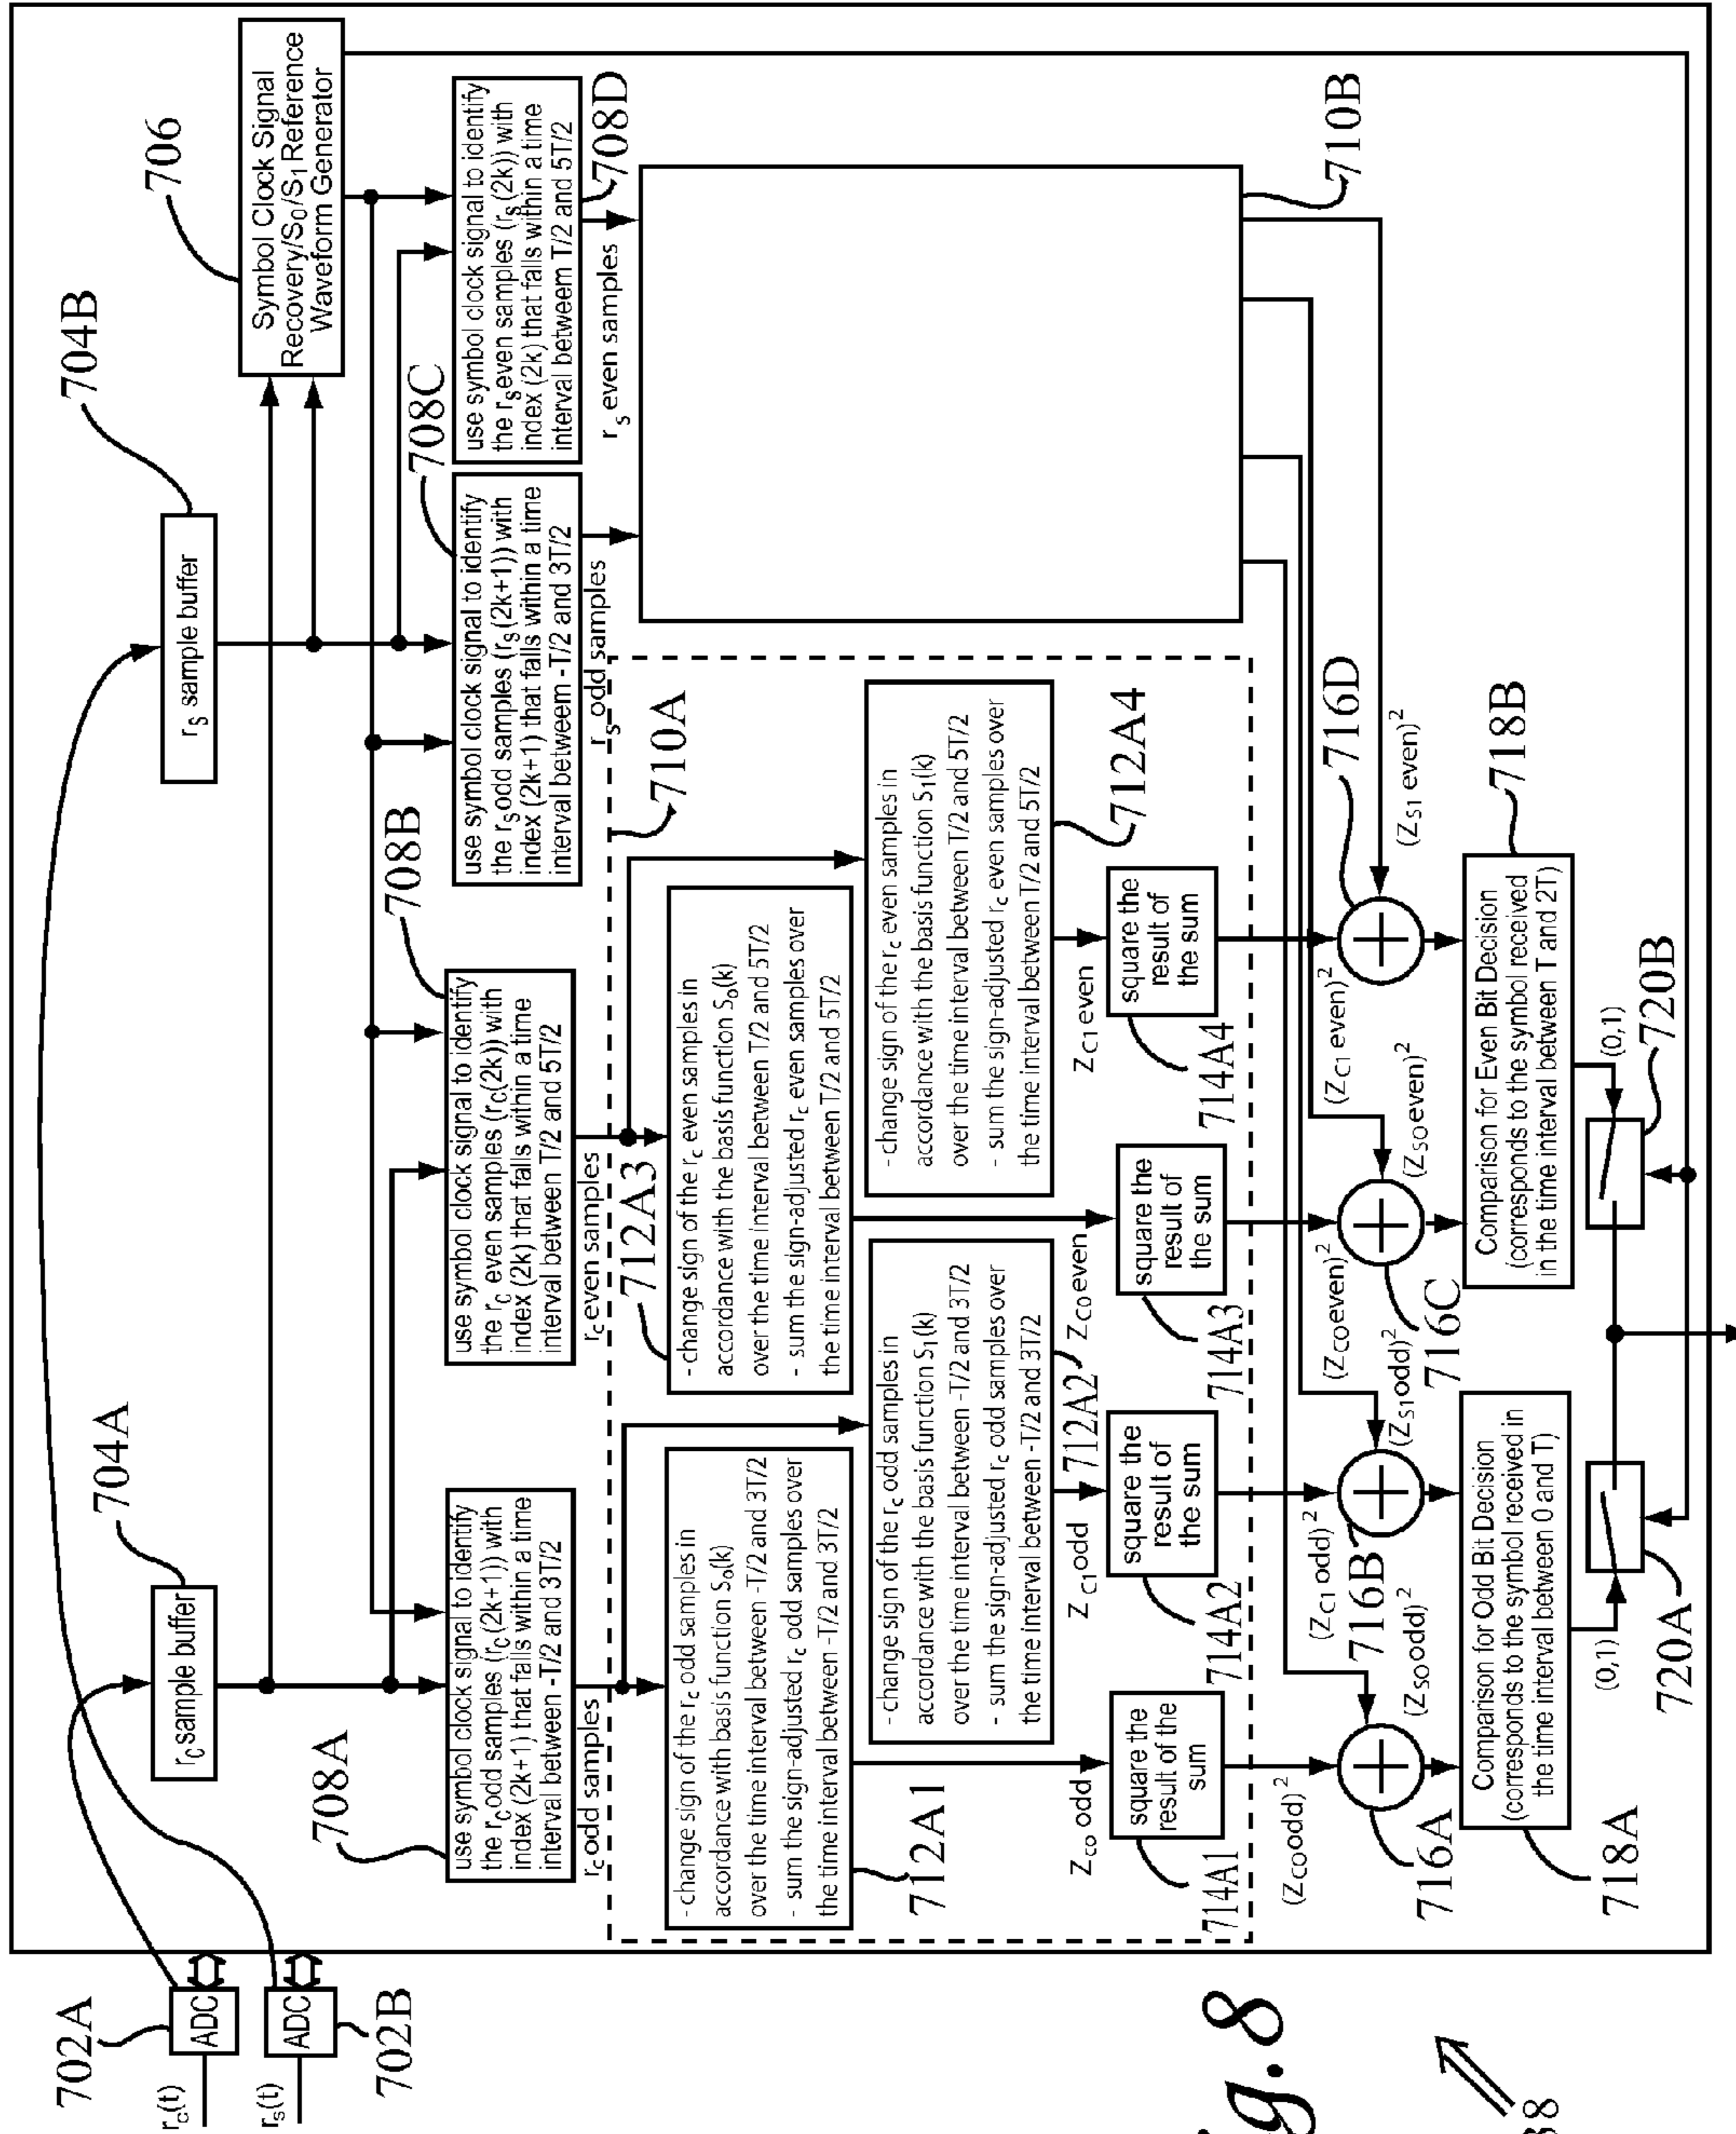 702A
r_c(t)
ADC
r_s(t)
ADC
702B
704A
r_c sample buffer
704B
r_s sample buffer
706
Symbol Clock Signal
Recovery/S_0/S_1 Reference
Waveform Generator
708A
use symbol clock signal to identify
the r_c odd samples (r_c(2k+1)) with
index (2k+1) that falls within a time
interval between -T/2 and 3T/2
r_c odd samples
708B
use symbol clock signal to identify
the r_c even samples (r_c(2k)) with
index (2k) that falls within a time
interval between T/2 and 5T/2
r_c even samples
708C
use symbol clock signal to identify
the r_s odd samples (r_s(2k+1)) with
index (2k+1) that falls within a time
interval betweem -T/2 and 3T/2
r_s odd samples
708D
use symbol clock signal to identify
the r_s even samples (r_s(2k)) with
index (2k) that falls within a time
interval betweem T/2 and 5T/2
r_s even samples
710A
710B
- change sign of the r_c odd samples in
accordance with basis function S_0(k)
over the time interval between -T/2 and 3T/2
- sum the sign-adjusted r_c odd samples over
the time interval between -T/2 and 3T/2
712A1
- change sign of the r_c odd samples in
accordance with the basis function S_1(k)
over the time interval between -T/2 and 3T/2
- sum the sign-adjusted r_c odd samples over
the time interval between -T/2 and 3T/2
712A2
712A3
- change sign of the r_c even samples in
accordance with the basis function S_0(k)
over the time interval between T/2 and 5T/2
- sum the sign-adjusted r_c even samples over
the time interval between T/2 and 5T/2
- change sign of the r_c even samples in
accordance with the basis function S_1(k)
over the time interval between T/2 and 5T/2
- sum the sign-adjusted r_c even samples over
the time interval between T/2 and 5T/2
712A4
Z_C0 odd
square the
result of the
sum
714A1
Z_C1 odd
square the
result of
the sum
714A2
Z_C0 even
square the
result of
the sum
714A3
Z_C1 even
square the
result of
the sum
714A4
(Z_C0 odd)^2
716A
(Z_S0 odd)^2
(Z_C1 odd)^2
716B
(Z_S1 odd)^2
(Z_C0 even)^2
716C
(Z_S0 even)^2
(Z_C1 even)^2
716D
(Z_S1 even)^2
718A
Comparison for Odd Bit Decision
(corresponds to the symbol received in
the time interval between 0 and T)
718B
Comparison for Even Bit Decision
(corresponds to the symbol received
in the time interval between T and 2T)
(0,1)
720A
(0,1)
720B
ig.8
38